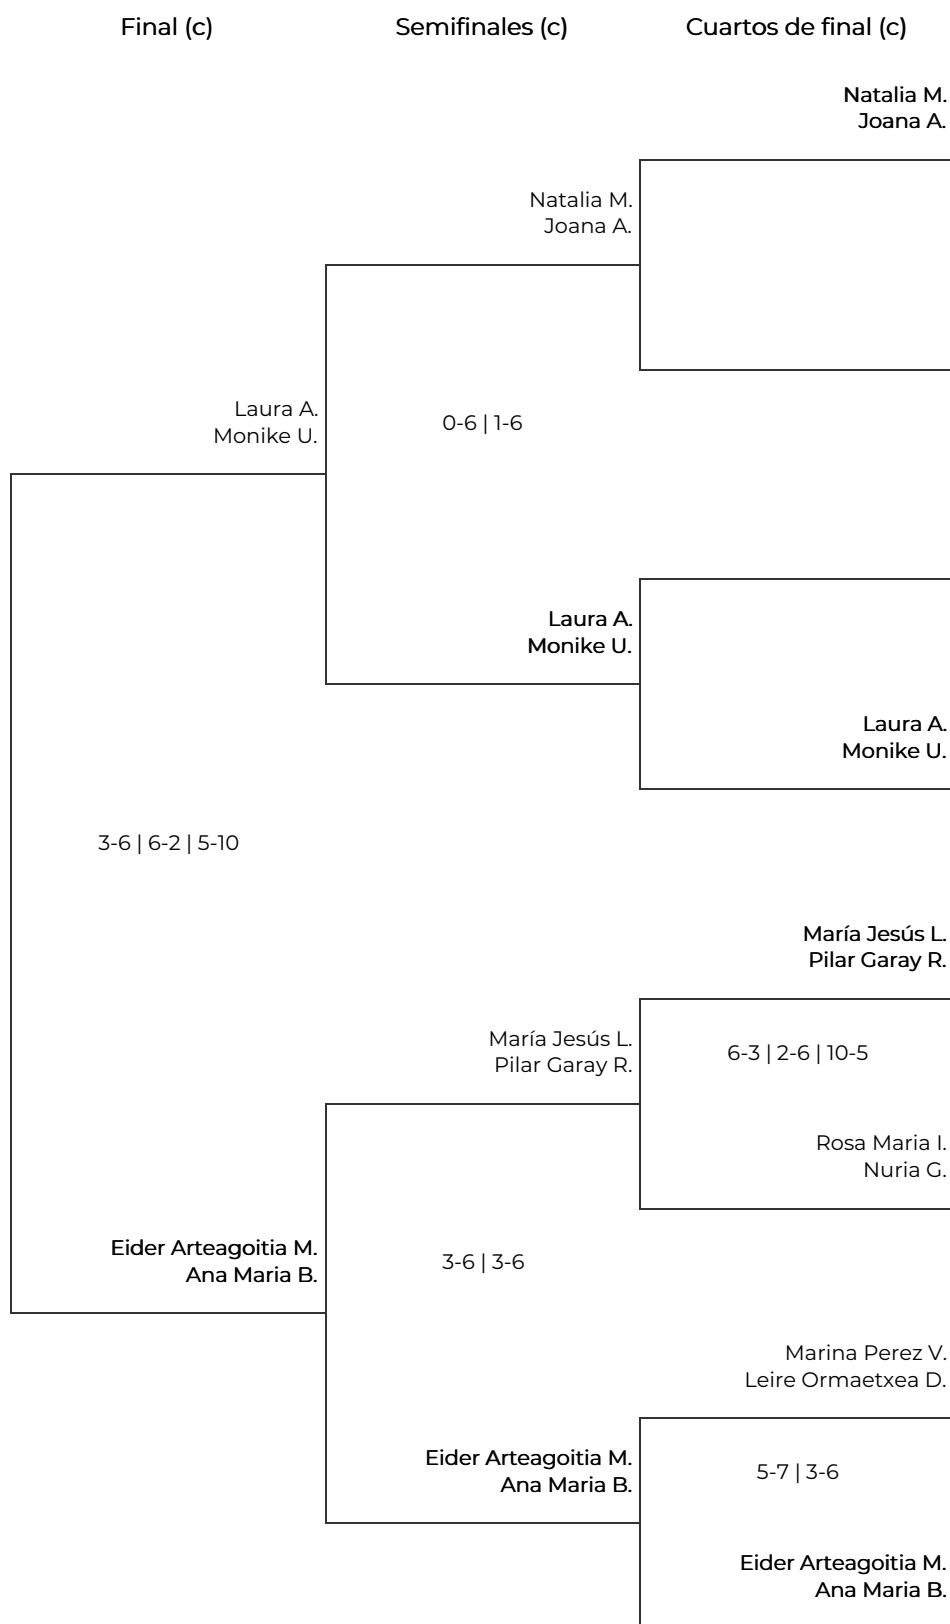 Final (c)
Semifinales (c)
Cuartos de final (c)
Natalia M.
Joana A.
Natalia M.
Joana A.
Laura A.
Monike U.
0-6 | 1-6
Laura A.
Monike U.
Laura A.
Monike U.
3-6 | 6-2 | 5-10
María Jesús L.
Pilar Garay R.
María Jesús L.
Pilar Garay R.
6-3 | 2-6 | 10-5
Rosa Maria I.
Nuria G.
Eider Arteagoitia M.
Ana Maria B.
3-6 | 3-6
Marina Perez V.
Leire Ormaetxea D.
Eider Arteagoitia M.
Ana Maria B.
5-7 | 3-6
Eider Arteagoitia M.
Ana Maria B.